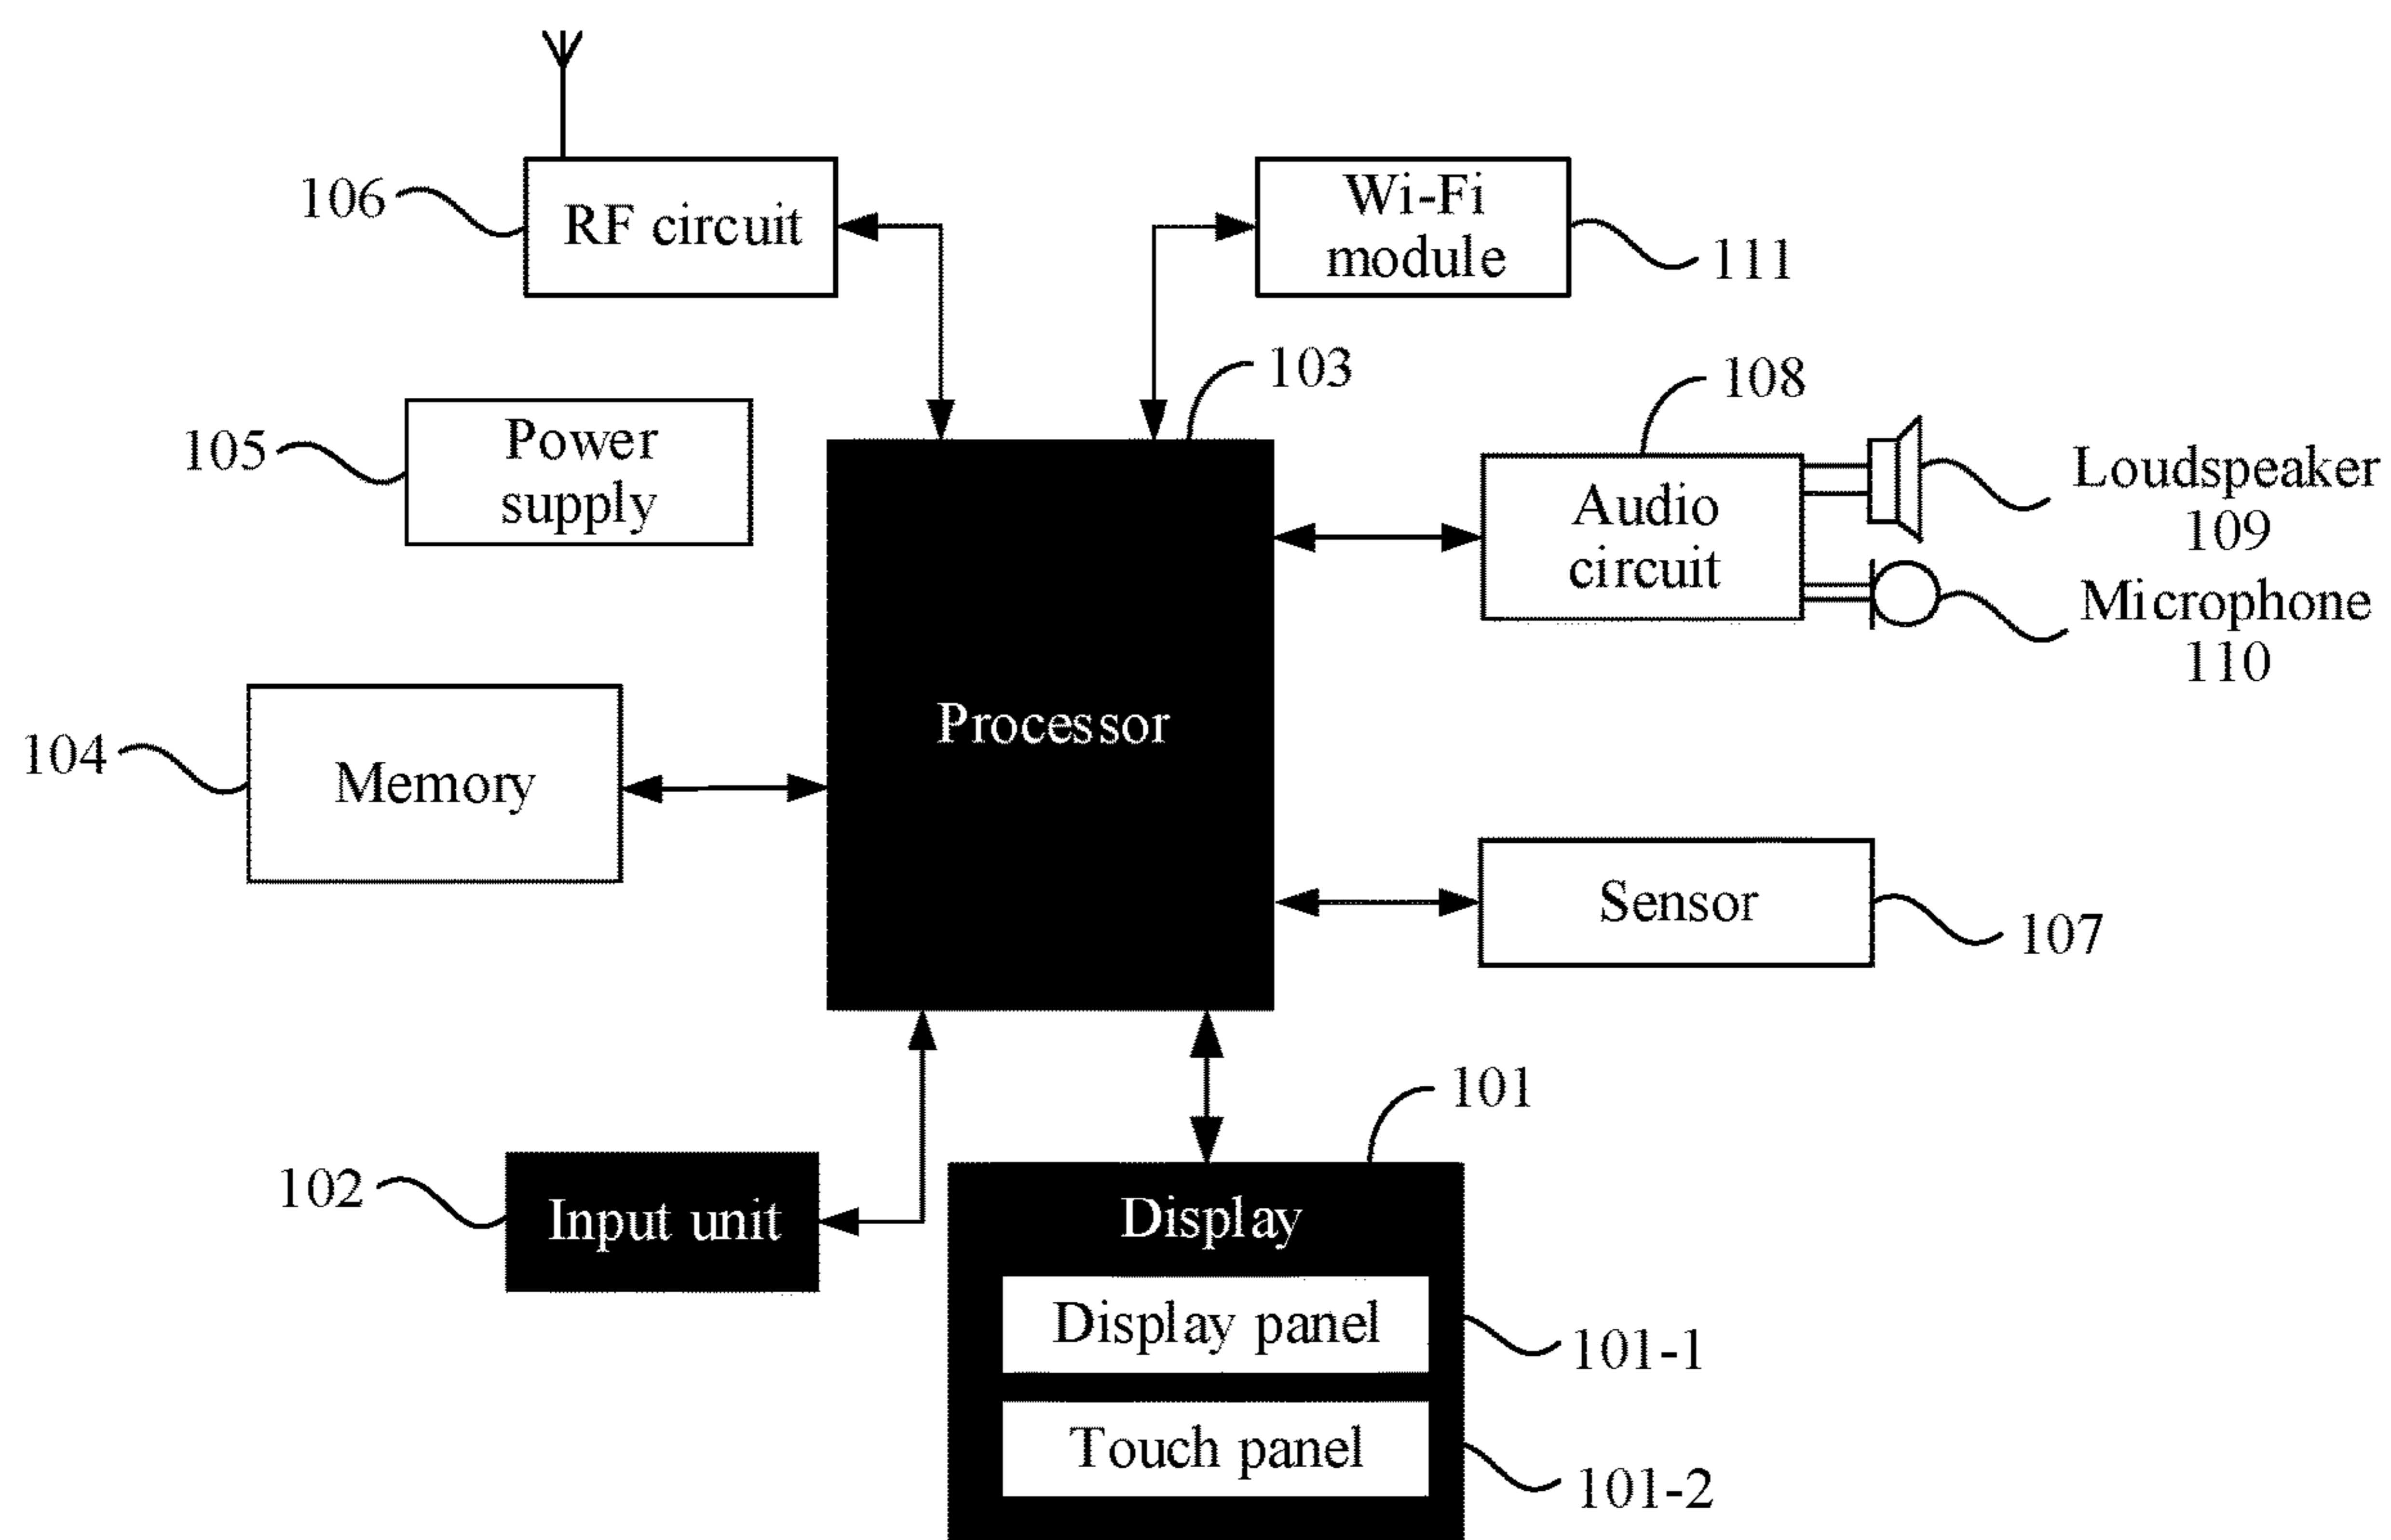 106
RF circuit
Wi-Fi
module
111
103
108
105
Power
supply
Audio
circuit
Loudspeaker
109
Microphone
110
Processor
104
Memory
Sensor
107
101
102
Input unit
Display
Display panel
101-1
Touch panel
101-2